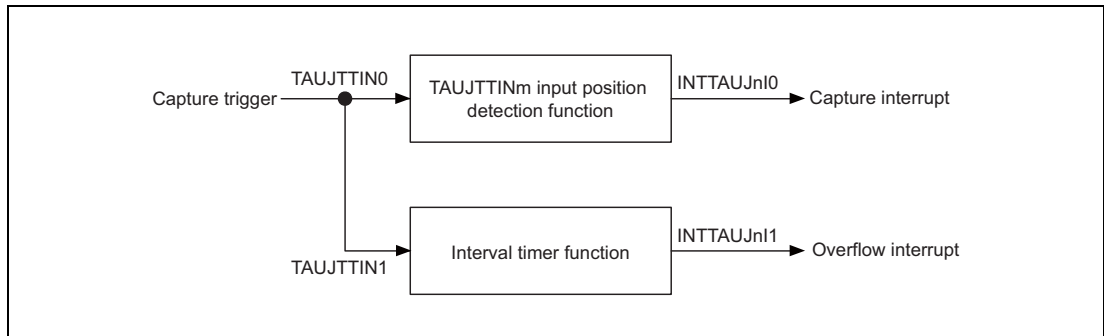 TAUJTTIN0
Capture trigger
TAUJTTINm input position
detection function
INTTAUJnI0
Capture interrupt
TAUJTTIN1
Interval timer function
INTTAUJnI1
Overflow interrupt